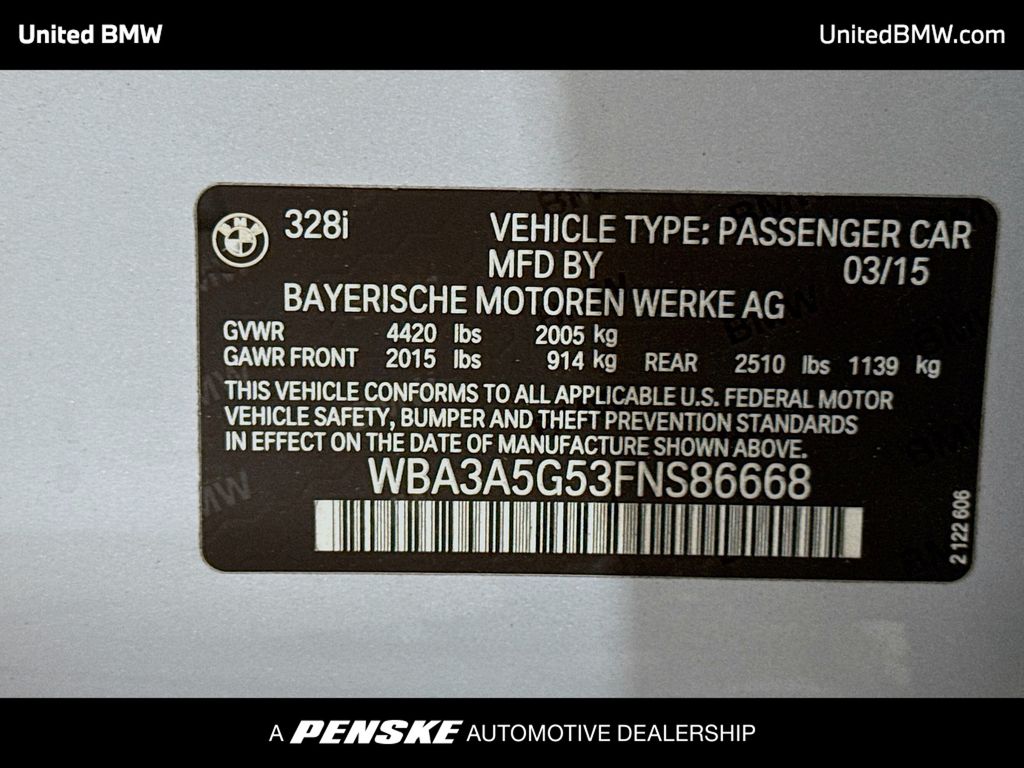 United BMW
UnitedBMW.com
328i
VEHICLE TYPE: PASSENGER CAR
MFD BY
03/15
BAYERISCHE MOTOREN WERKE AG
GVWR 4420 lbs 2005 kg
GAWR FRONT 2015 lbs 914 kg REAR 2510 lbs 1139 kg
THIS VEHICLE CONFORMS TO ALL APPLICABLE U.S. FEDERAL MOTOR
VEHICLE SAFETY, BUMPER AND THEFT PREVENTION STANDARDS
IN EFFECT ON THE DATE OF MANUFACTURE SHOWN ABOVE.
WBA3A5G53FNS86668
2 122 606
A PENSKE AUTOMOTIVE DEALERSHIP